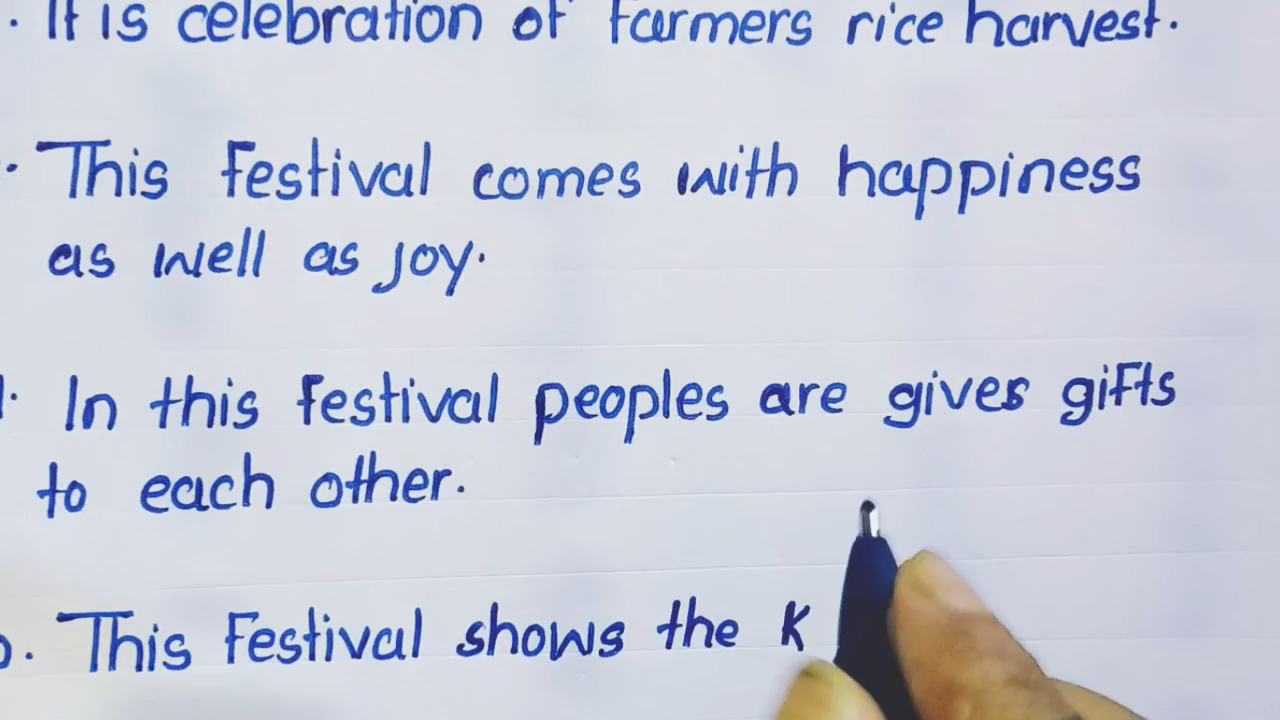 . It is celebration of farmers rice harvest.
. This festival comes with happiness
as well as joy.
. In this festival peoples are gives gifts
to each other.
. This Festival shows the K